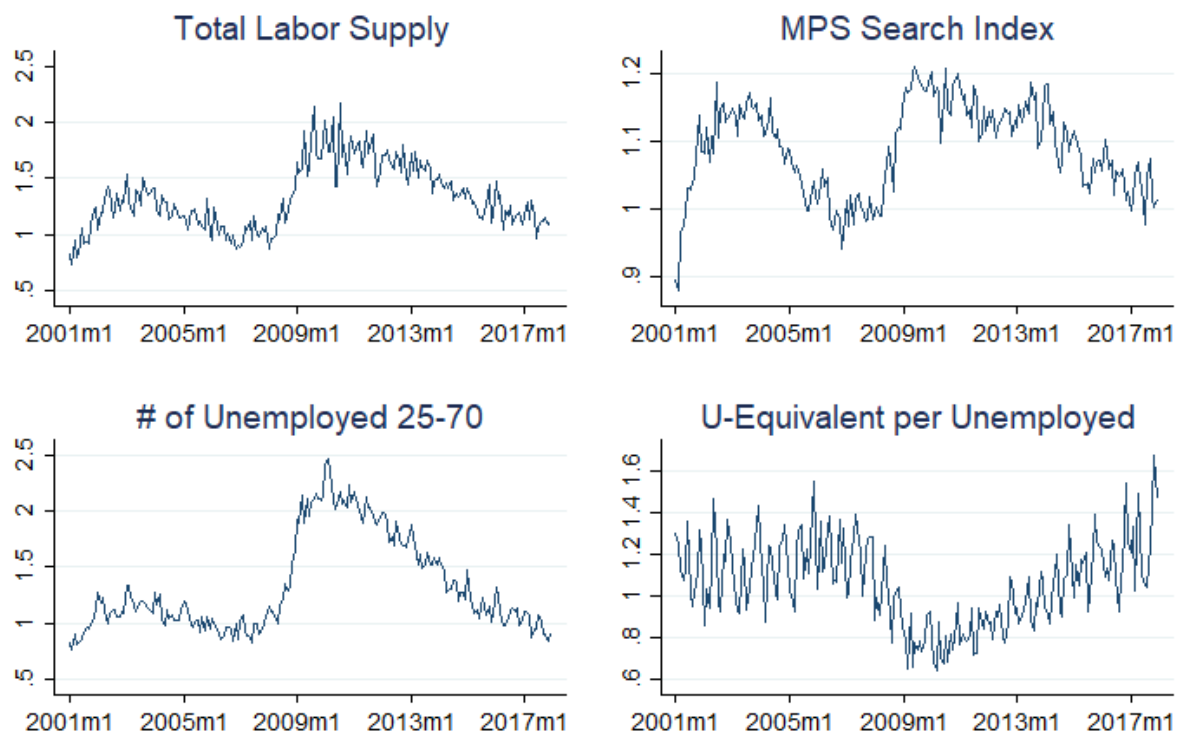 Total Labor Supply
2.5
2
1.5
1
.5
2001m1 2005m1 2009m1 2013m1 2017m1
MPS Search Index
1.2
1.1
1
.9
2001m1 2005m1 2009m1 2013m1 2017m1
# of Unemployed 25-70
2.5
2
1.5
1
.5
2001m1 2005m1 2009m1 2013m1 2017m1
U-Equivalent per Unemployed
1.6
1.4
1.2
1
.8
.6
2001m1 2005m1 2009m1 2013m1 2017m1